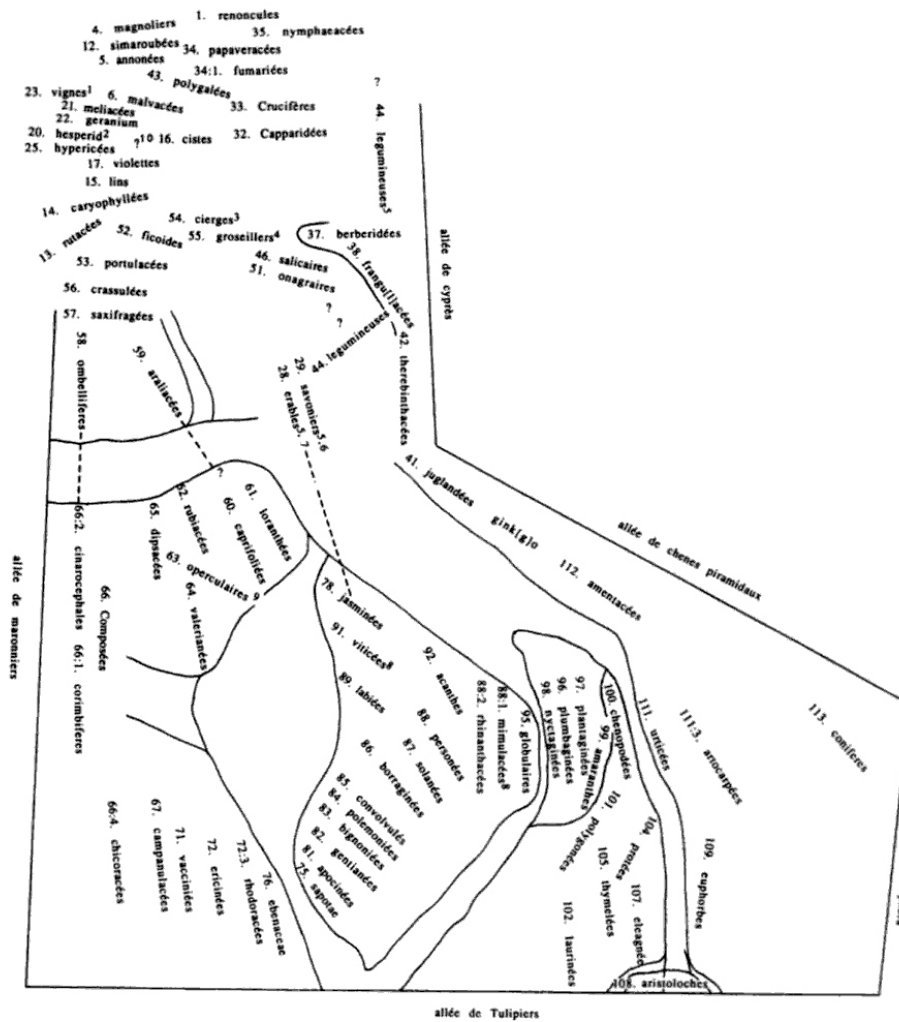 1. renoncules
4. magnoliers
35. nymphaeacées
12. simaroubées
34. papaveracées
5. annonées
34:1. fumariées
43. polygalées
?
23. vignes¹
6. malvacées
33. Crucifères
21. meliacées
22. geranium
44. legumineuses⁵
20. hesperid²
?¹⁰ 16. cistes
32. Capparidées
25. hypericées
17. violettes
15. lins
14. caryophyllées
54. cierges³
13. rutacées
52. ficoides
55. groseillers⁴
37. berberidées
38. frangu[l]acées
allée de cyprès
53. portulacées
46. salicaires
51. onagraires
56. crassulées
?
?
57. saxifragées
44. legumineuses
42. therebinthacées
58. ombelliferes
59. araliacées
29. savoniers⁵,⁶
28. erables⁵, ⁷
41. juglandées
?
gink[g]o
allée de chenes piramidaux
61. loranthées
60. caprifoliées
62. rubiacées
65. dipsacées
63. operculaires ⁹
64. valerianées
66:2. cinarocephales
66:1. corimbiferes
66. Composées
allée de maronniers
112. amentacées
78. jasminées
91. viticées⁸
92. acanthes
89. labiées
88. personées
88:1. mimulacées⁸
88:2. rhinanthacées
95. globulaires
100. chenopodées
99. amaranthes
97. plantaginées
96. plumbaginées
98. nyctaginées
111. urticées
111:3. artocarpées
113. coniferes
87. solanées
86. borraginées
85. convolvulés
84. polemoniées
83. bignoniées
82. gentianées
81. apocinées
75. sapotae
101. polygonées
104. protées
105. thymelées
107. eleagnée
102. laurinées
109. euphorbes
66:4. chicoracées
67. campanulacées
71. vacciniées
72. ericinées
72:3. rhodoracées
76. ebenaceae
108. aristoloches
allée de Tulipiers